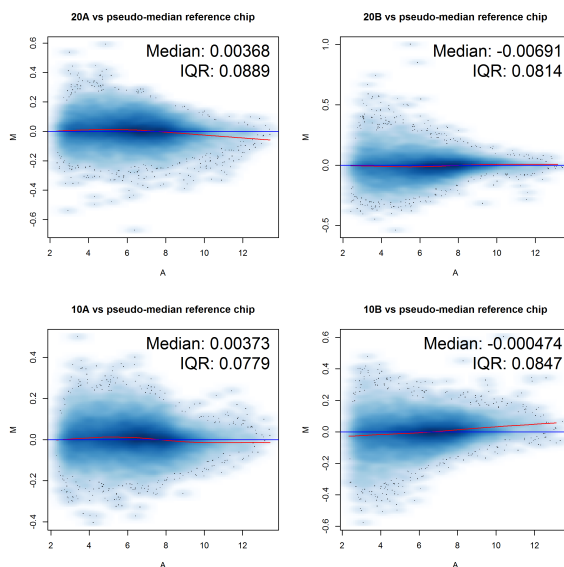 20A vs pseudo-median reference chip
Median: 0.00368
IQR: 0.0889
M
0.6
0.4
0.2
0.0
-0.2
-0.4
-0.6
2 4 6 8 10 12
A
20B vs pseudo-median reference chip
Median: -0.00691
IQR: 0.0814
M
1.0
0.5
0.0
-0.5
2 4 6 8 10 12
A
10A vs pseudo-median reference chip
Median: 0.00373
IQR: 0.0779
M
0.4
0.2
0.0
-0.2
-0.4
2 4 6 8 10 12
A
10B vs pseudo-median reference chip
Median: -0.000474
IQR: 0.0847
M
0.6
0.4
0.2
0.0
-0.2
-0.4
-0.6
2 4 6 8 10 12
A